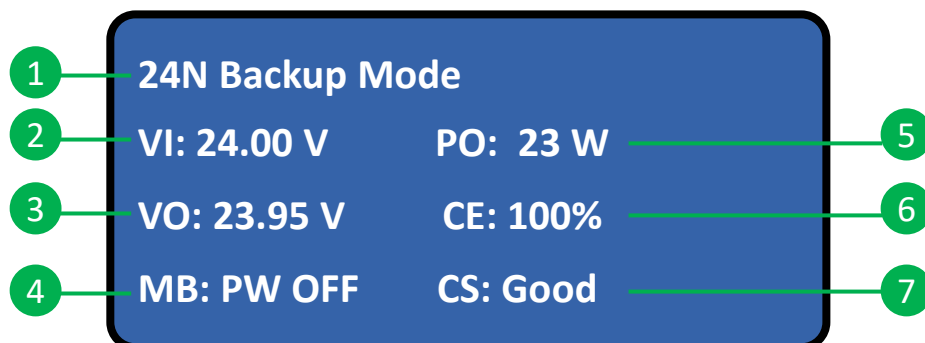 1 24N Backup Mode
2 VI: 24.00 V PO: 23 W 5
3 VO: 23.95 V CE: 100% 6
4 MB: PW OFF CS: Good 7